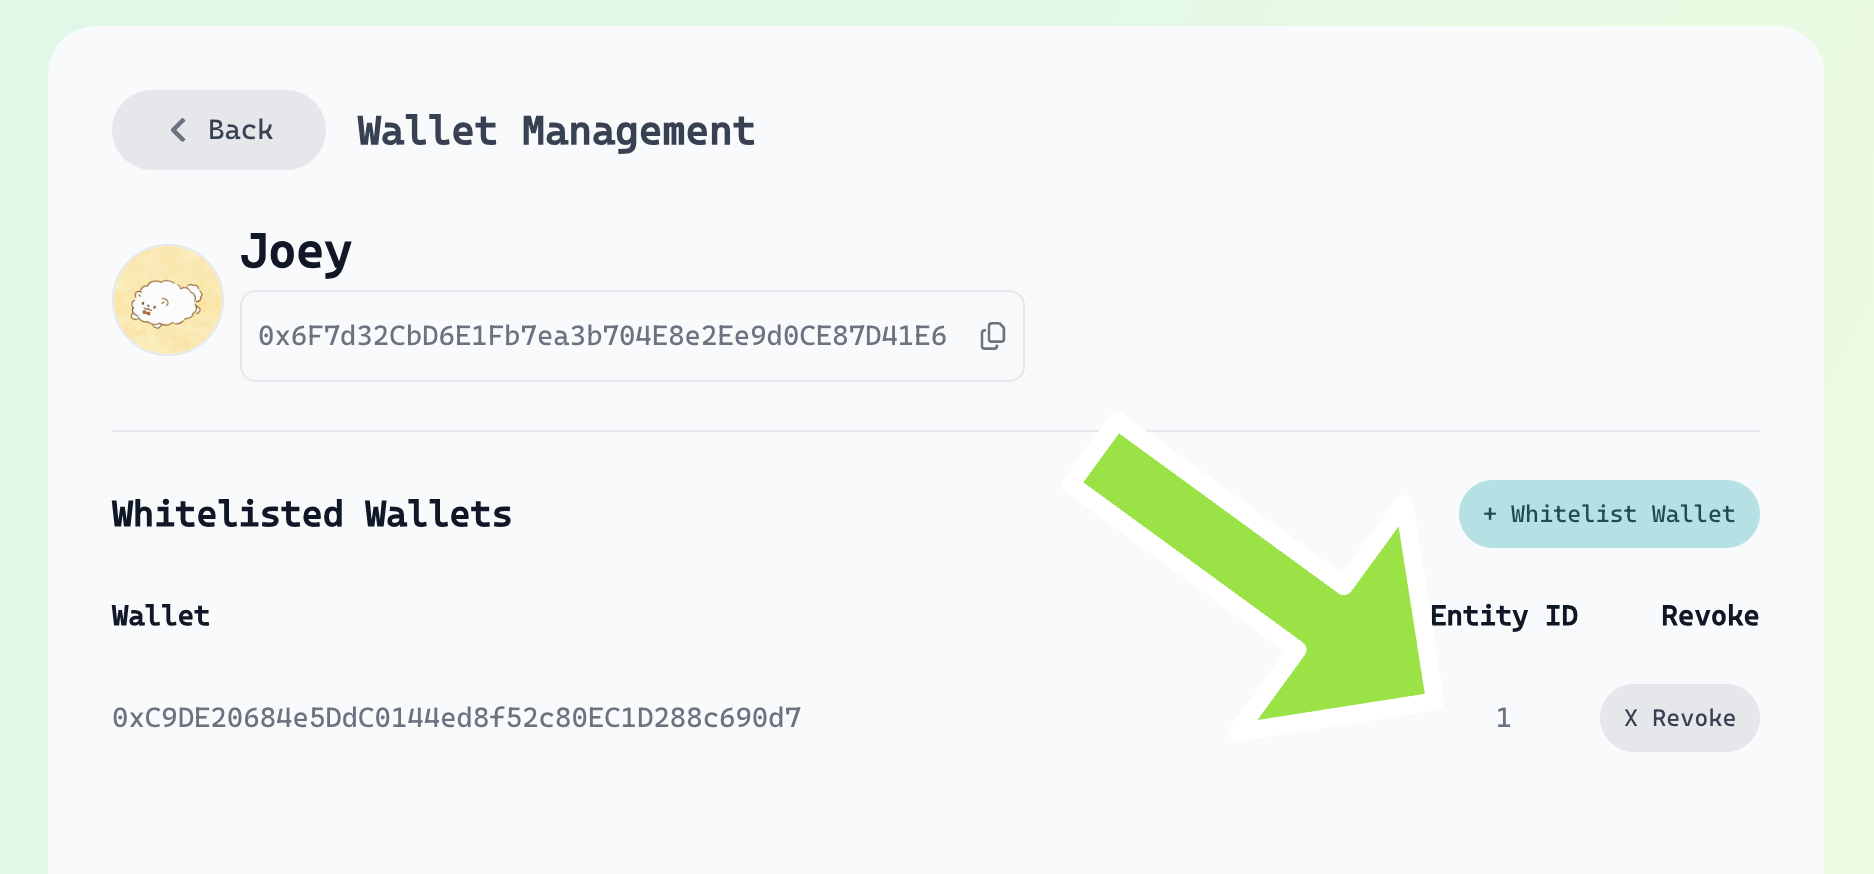 Back
Wallet Management
Joey
0x6F7d32CbD6E1Fb7ea3b704E8e2Ee9d0CE87D41E6
Whitelisted Wallets
+ Whitelist Wallet
Wallet
Entity ID
Revoke
0xC9DE20684e5DdC0144ed8f52c80EC1D288c690d7
1
X Revoke